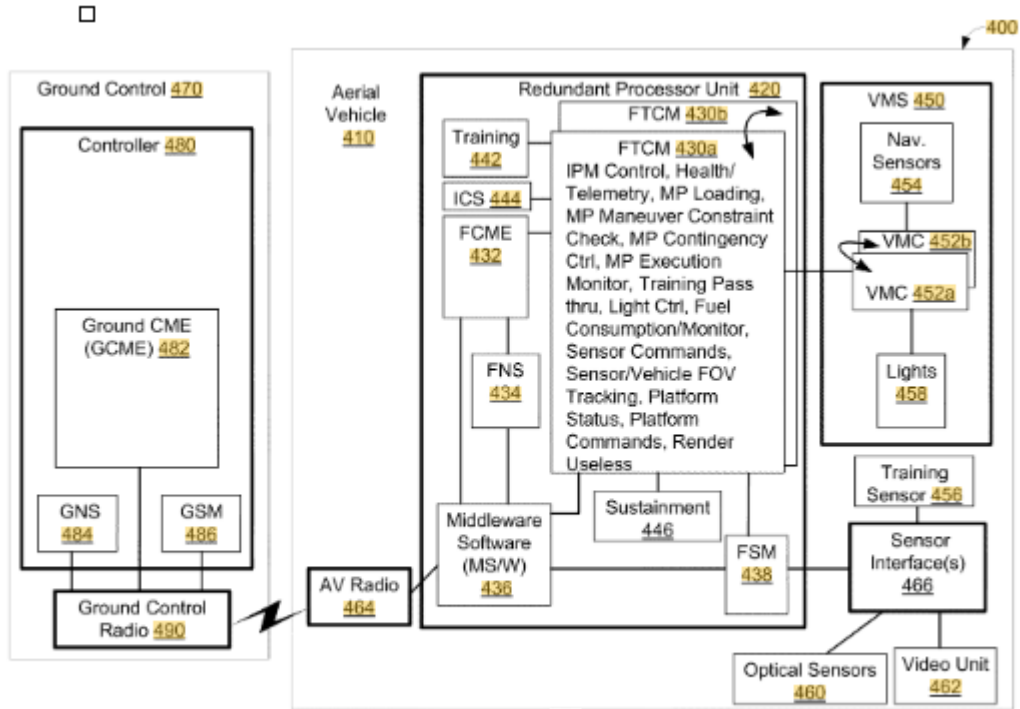 400
Ground Control 470
Controller 480
Ground CME
(GCME) 482
GNS
484
GSM
486
Ground Control
Radio 490
Aerial
Vehicle
410
AV Radio
464
Redundant Processor Unit 420
FTCM 430b
FTCM 430a
IPM Control, Health/
Telemetry, MP Loading,
MP Maneuver Constraint
Check, MP Contingency
Ctrl, MP Execution
Monitor, Training Pass
thru, Light Ctrl, Fuel
Consumption/Monitor,
Sensor Commands,
Sensor/Vehicle FOV
Tracking, Platform
Status, Platform
Commands, Render
Useless
Training
442
ICS 444
FCME
432
FNS
434
Middleware
Software
(MS/W)
436
Sustainment
446
FSM
438
VMS 450
Nav.
Sensors
454
VMC 452b
VMC 452a
Lights
458
Training
Sensor 456
Sensor
Interface(s)
466
Optical Sensors
460
Video Unit
462